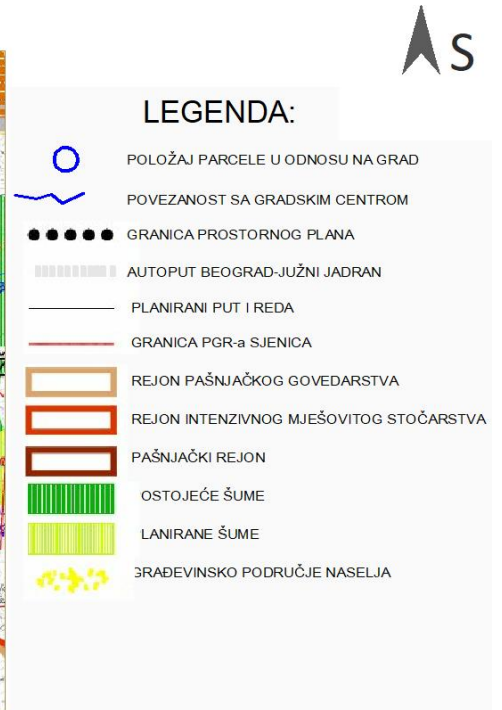 S
LEGENDA:
POLOŽAJ PARCELE U ODNOSU NA GRAD
POVEZANOST SA GRADSKIM CENTROM
GRANICA PROSTORNOG PLANA
AUTOPUT BEOGRAD-JUŽNI JADRAN
PLANIRANI PUT I REDA
GRANICA PGR-a SJENICA
REJON PAŠNJAČKOG GOVEDARSTVA
REJON INTENZIVNOG MJEŠOVITOG STOČARSTVA
PAŠNJAČKI REJON
OSTOJEĆE ŠUME
LANIRANE ŠUME
GRAĐEVINSKO PODRUČJE NASELJA